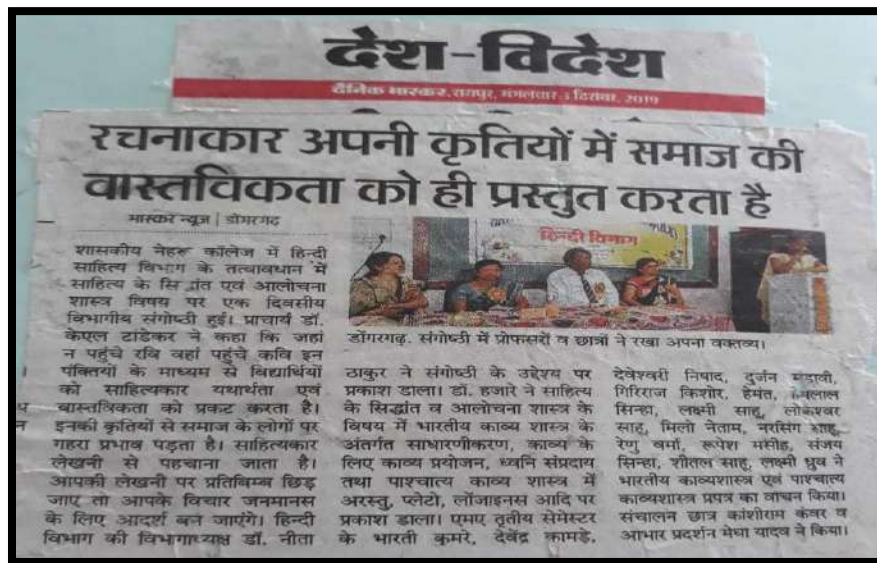 देश-विदेश
दैनिक भास्कर, रायपुर, मंगलवार 3 दिसंबर, 2019
रचनाकार अपनी कृतियों में समाज की
वास्तविकता को ही प्रस्तुत करता है
भास्कर न्यूज | डोंगरगढ़
शासकीय नेहरू कॉलेज में हिन्दी
साहित्य विभाग के तत्वावधान में
साहित्य के सिद्धांत एवं आलोचना
शास्त्र विषय पर एक दिवसीय
विभागीय संगोष्ठी हुई। प्राचार्य डॉ.
केएल टांडेकर ने कहा कि जहां
न पहुंचे रवि वहां पहुंचे कवि इन
पंक्तियों के माध्यम से विद्यार्थियों
को साहित्यकार यथार्थता एवं
वास्तविकता को प्रकट करता है।
इनकी कृतियों से समाज के लोगों पर
गहरा प्रभाव पड़ता है। साहित्यकार
लेखनी से पहचाना जाता है।
आपकी लेखनी पर प्रतिबिम्ब छिड़
जाए तो आपके विचार जनमानस
के लिए आदर्श बन जाएंगे। हिन्दी
विभाग की विभागाध्यक्ष डॉ. नीता
हिन्दी विभाग
डोंगरगढ़. संगोष्ठी में प्रोफसरों व छात्रों ने रखा अपना वक्तव्य।
ठाकुर ने संगोष्ठी के उद्देश्य पर
प्रकाश डाला। डॉ. हजारे ने साहित्य
के सिद्धांत व आलोचना शास्त्र के
विषय में भारतीय काव्य शास्त्र के
अंतर्गत साधारणीकरण, काव्य के
लिए काव्य प्रयोजन, ध्वनि संप्रदाय
तथा पाश्चात्य काव्य शास्त्र में
अरस्तु, प्लेटो, लोंजाइनस आदि पर
प्रकाश डाला। एमए तृतीय सेमेस्टर
के भारती कुमरे, देवेंद्र कामड़े,
देवेश्वरी निषाद, दुर्जन मंडावी,
गिरिराज किशोर, हेमंत,
सिन्हा, लक्ष्मी साहू, लोकेश्वर
साहू, मिलो नेताम, नरसिंग साहू,
रेणु वर्मा, रूपेश मसीह, संजय
सिन्हा, शीतल साहू, लक्ष्मी ध्रुव ने
भारतीय काव्यशास्त्र एवं पाश्चात्य
काव्यशास्त्र प्रपत्र का वाचन किया।
संचालन छात्र कांशीराम कंवर व
आभार प्रदर्शन मेघा यादव ने किया।